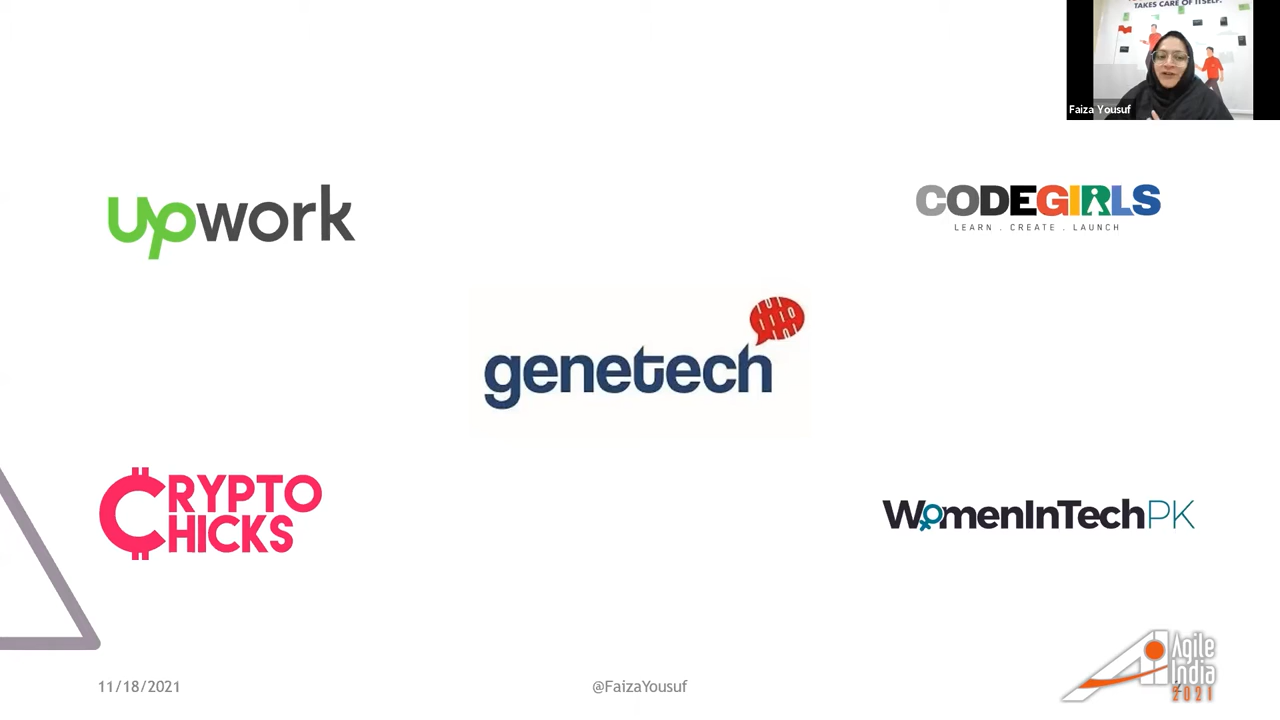 TAKES CARE OF ITSELF.
Faiza Yousuf
upwork
CODEGIRLS
LEARN . CREATE . LAUNCH
genetech
CRYPTO
CHICKS
WomenInTechPK
11/18/2021
@FaizaYousuf
2
Agile
India
2021